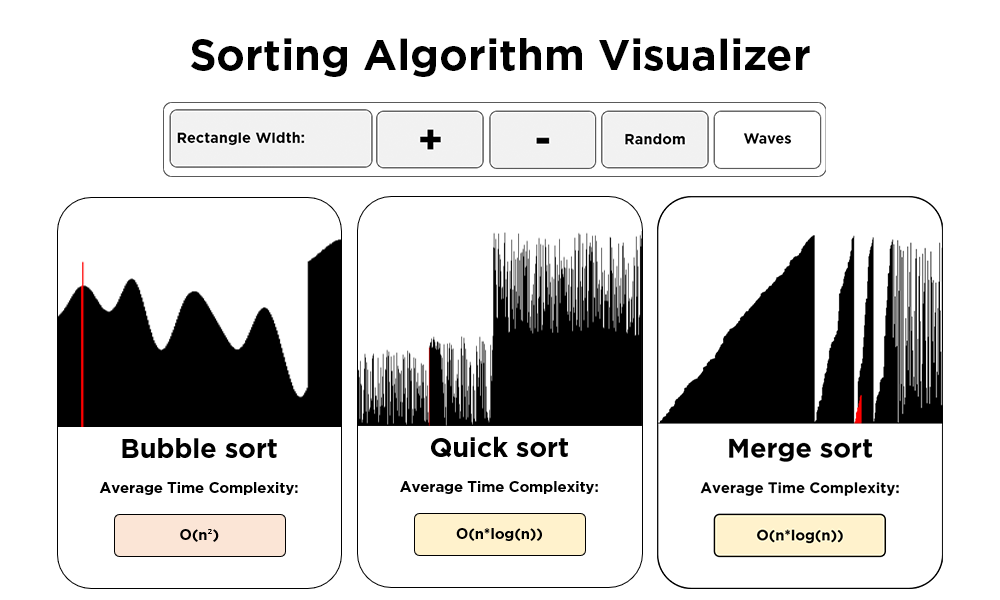 Sorting Algorithm Visualizer
Rectangle Width:
+
-
Random
Waves
Bubble sort
Average Time Complexity:
O(n²)
Quick sort
Average Time Complexity:
O(n*log(n))
Merge sort
Average Time Complexity:
O(n*log(n))